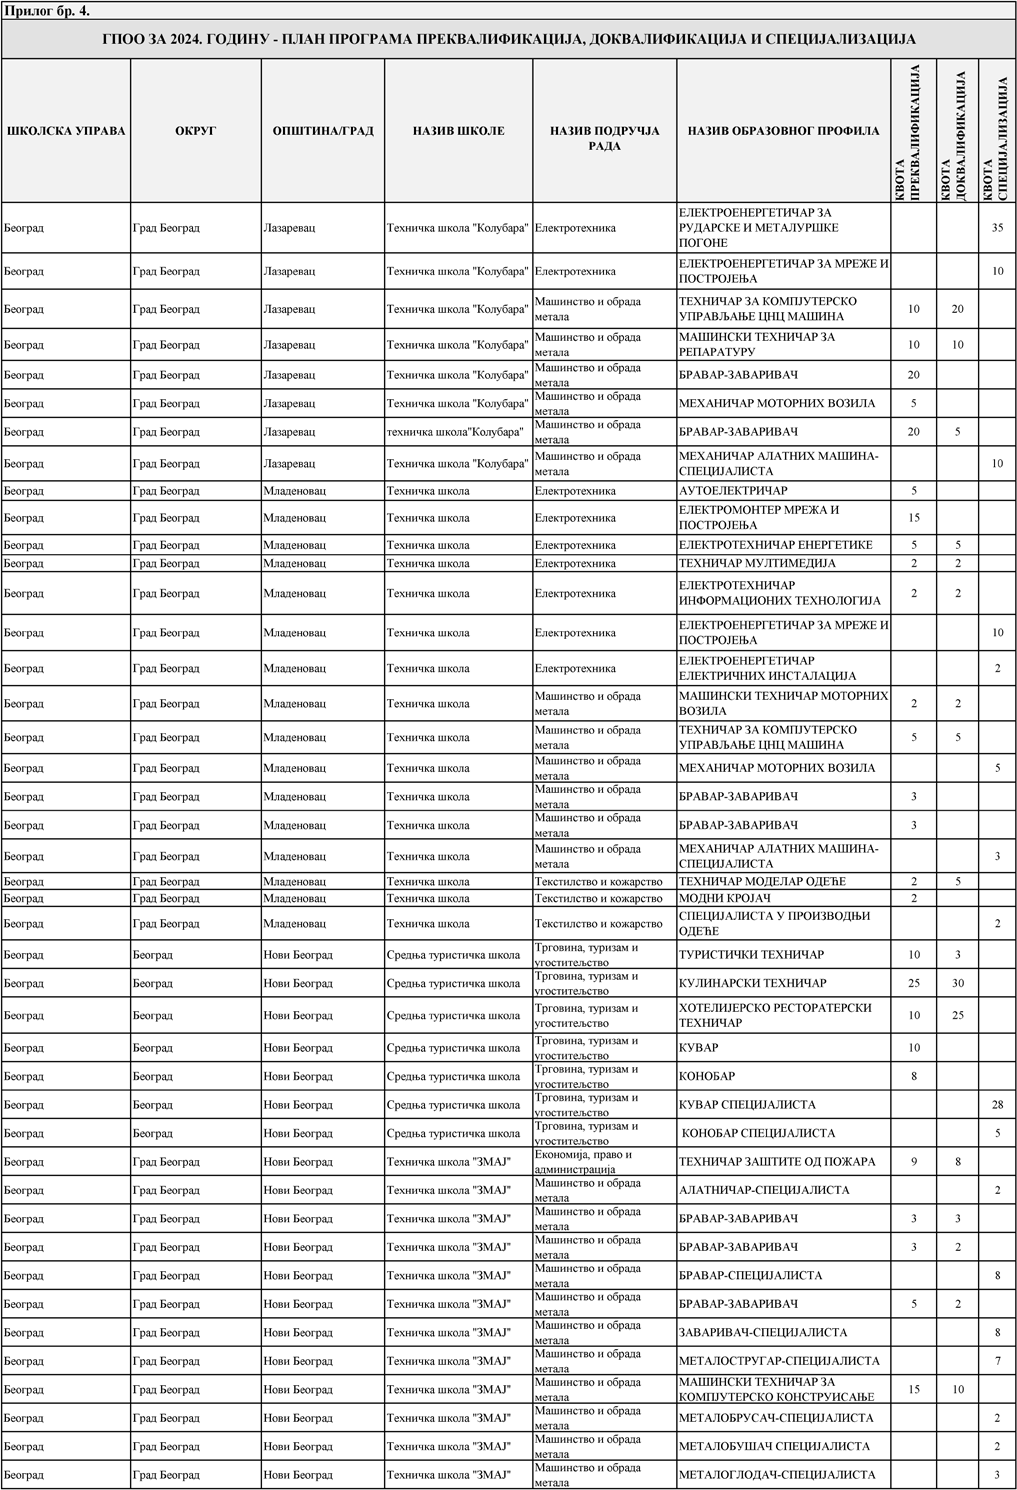 Прилог бр. 4.
ГПОО ЗА 2024. ГОДИНУ - ПЛАН ПРОГРАМА ПРЕКВАЛИФИКАЦИЈА, ДОКВАЛИФИКАЦИЈА И СПЕЦИЈАЛИЗАЦИЈА
ШКОЛСКА УПРАВА ОКРУГ ОПШТИНА/ГРАД НАЗИВ ШКОЛЕ НАЗИВ ПОДРУЧЈА РАДА НАЗИВ ОБРАЗОВНОГ ПРОФИЛА КВОТА ПРЕКВАЛИФИКАЦИЈА КВОТА ДОКВАЛИФИКАЦИЈА КВОТА СПЕЦИЈАЛИЗАЦИЈА
Београд Град Београд Лазаревац Техничка школа "Колубара" Електротехника ЕЛЕКТРОЕНЕРГЕТИЧАР ЗА РУДАРСКЕ И МЕТАЛУРШКЕ ПОГОНЕ 35
Београд Град Београд Лазаревац Техничка школа "Колубара" Електротехника ЕЛЕКТРОЕНЕРГЕТИЧАР ЗА МРЕЖЕ И ПОСТРОЈЕЊА 10
Београд Град Београд Лазаревац Техничка школа "Колубара" Машинство и обрада метала ТЕХНИЧАР ЗА КОМПЈУТЕРСКО УПРАВЉАЊЕ ЦНЦ МАШИНА 10 20
Београд Град Београд Лазаревац Техничка школа "Колубара" Машинство и обрада метала МАШИНСКИ ТЕХНИЧАР ЗА РЕПАРАТУРУ 10 10
Београд Град Београд Лазаревац Техничка школа "Колубара" Машинство и обрада метала БРАВАР-ЗАВАРИВАЧ 20
Београд Град Београд Лазаревац Техничка школа "Колубара" Машинство и обрада метала МЕХАНИЧАР МОТОРНИХ ВОЗИЛА 5
Београд Град Београд Лазаревац техничка школа"Колубара" Машинство и обрада метала БРАВАР-ЗАВАРИВАЧ 20 5
Београд Град Београд Лазаревац Техничка школа "Колубара" Машинство и обрада метала МЕХАНИЧАР АЛАТНИХ МАШИНА-СПЕЦИЈАЛИСТА 10
Београд Град Београд Младеновац Техничка школа Електротехника АУТОЕЛЕКТРИЧАР 5
Београд Град Београд Младеновац Техничка школа Електротехника ЕЛЕКТРОМОНТЕР МРЕЖА И ПОСТРОЈЕЊА 15
Београд Град Београд Младеновац Техничка школа Електротехника ЕЛЕКТРОТЕХНИЧАР ЕНЕРГЕТИКЕ 5 5
Београд Град Београд Младеновац Техничка школа Електротехника ТЕХНИЧАР МУЛТИМЕДИЈА 2 2
Београд Град Београд Младеновац Техничка школа Електротехника ЕЛЕКТРОТЕХНИЧАР ИНФОРМАЦИОНИХ ТЕХНОЛОГИЈА 2 2
Београд Град Београд Младеновац Техничка школа Електротехника ЕЛЕКТРОЕНЕРГЕТИЧАР ЗА МРЕЖЕ И ПОСТРОЈЕЊА 10
Београд Град Београд Младеновац Техничка школа Електротехника ЕЛЕКТРОЕНЕРГЕТИЧАР ЕЛЕКТРИЧНИХ ИНСТАЛАЦИЈА 2
Београд Град Београд Младеновац Техничка школа Машинство и обрада метала МАШИНСКИ ТЕХНИЧАР МОТОРНИХ ВОЗИЛА 2 2
Београд Град Београд Младеновац Техничка школа Машинство и обрада метала ТЕХНИЧАР ЗА КОМПЈУТЕРСКО УПРАВЉАЊЕ ЦНЦ МАШИНА 5 5
Београд Град Београд Младеновац Техничка школа Машинство и обрада метала МЕХАНИЧАР МОТОРНИХ ВОЗИЛА 5
Београд Град Београд Младеновац Техничка школа Машинство и обрада метала БРАВАР-ЗАВАРИВАЧ 3
Београд Град Београд Младеновац Техничка школа Машинство и обрада метала БРАВАР-ЗАВАРИВАЧ 3
Београд Град Београд Младеновац Техничка школа Машинство и обрада метала МЕХАНИЧАР АЛАТНИХ МАШИНА-СПЕЦИЈАЛИСТА 3
Београд Град Београд Младеновац Техничка школа Текстилство и кожарство ТЕХНИЧАР МОДЕЛАР ОДЕЋЕ 2 5
Београд Град Београд Младеновац Техничка школа Текстилство и кожарство МОДНИ КРОЈАЧ 2
Београд Град Београд Младеновац Техничка школа Текстилство и кожарство СПЕЦИЈАЛИСТА У ПРОИЗВОДЊИ ОДЕЋЕ 2
Београд Београд Нови Београд Средња туристичка школа Трговина, туризам и угоститељство ТУРИСТИЧКИ ТЕХНИЧАР 10 3
Београд Београд Нови Београд Средња туристичка школа Трговина, туризам и угоститељство КУЛИНАРСКИ ТЕХНИЧАР 25 30
Београд Београд Нови Београд Средња туристичка школа Трговина, туризам и угоститељство ХОТЕЛИЈЕРСКО РЕСТОРАТЕРСКИ ТЕХНИЧАР 10 25
Београд Београд Нови Београд Средња туристичка школа Трговина, туризам и угоститељство КУВАР 10
Београд Београд Нови Београд Средња туристичка школа Трговина, туризам и угоститељство КОНОБАР 8
Београд Београд Нови Београд Средња туристичка школа Трговина, туризам и угоститељство КУВАР СПЕЦИЈАЛИСТА 28
Београд Београд Нови Београд Средња туристичка школа Трговина, туризам и угоститељство КОНОБАР СПЕЦИЈАЛИСТА 5
Београд Град Београд Нови Београд Техничка школа "ЗМАЈ" Економија, право и администрација ТЕХНИЧАР ЗАШТИТЕ ОД ПОЖАРА 9 8
Београд Град Београд Нови Београд Техничка школа "ЗМАЈ" Машинство и обрада метала АЛАТНИЧАР-СПЕЦИЈАЛИСТА 2
Београд Град Београд Нови Београд Техничка школа "ЗМАЈ" Машинство и обрада метала БРАВАР-ЗАВАРИВАЧ 3 3
Београд Град Београд Нови Београд Техничка школа "ЗМАЈ" Машинство и обрада метала БРАВАР-ЗАВАРИВАЧ 3 2
Београд Град Београд Нови Београд Техничка школа "ЗМАЈ" Машинство и обрада метала БРАВАР-СПЕЦИЈАЛИСТА 8
Београд Град Београд Нови Београд Техничка школа "ЗМАЈ" Машинство и обрада метала БРАВАР-ЗАВАРИВАЧ 5 2
Београд Град Београд Нови Београд Техничка школа "ЗМАЈ" Машинство и обрада метала ЗАВАРИВАЧ-СПЕЦИЈАЛИСТА 8
Београд Град Београд Нови Београд Техничка школа "ЗМАЈ" Машинство и обрада метала МЕТАЛОСТРУГАР-СПЕЦИЈАЛИСТА 7
Београд Град Београд Нови Београд Техничка школа "ЗМАЈ" Машинство и обрада метала МАШИНСКИ ТЕХНИЧАР ЗА КОМПЈУТЕРСКО КОНСТРУИСАЊЕ 15 10
Београд Град Београд Нови Београд Техничка школа "ЗМАЈ" Машинство и обрада метала МЕТАЛОБРУСАЧ-СПЕЦИЈАЛИСТА 2
Београд Град Београд Нови Београд Техничка школа "ЗМАЈ" Машинство и обрада метала МЕТАЛОБУШАЧ СПЕЦИЈАЛИСТА 2
Београд Град Београд Нови Београд Техничка школа "ЗМАЈ" Машинство и обрада метала МЕТАЛОГЛОДАЧ-СПЕЦИЈАЛИСТА 3